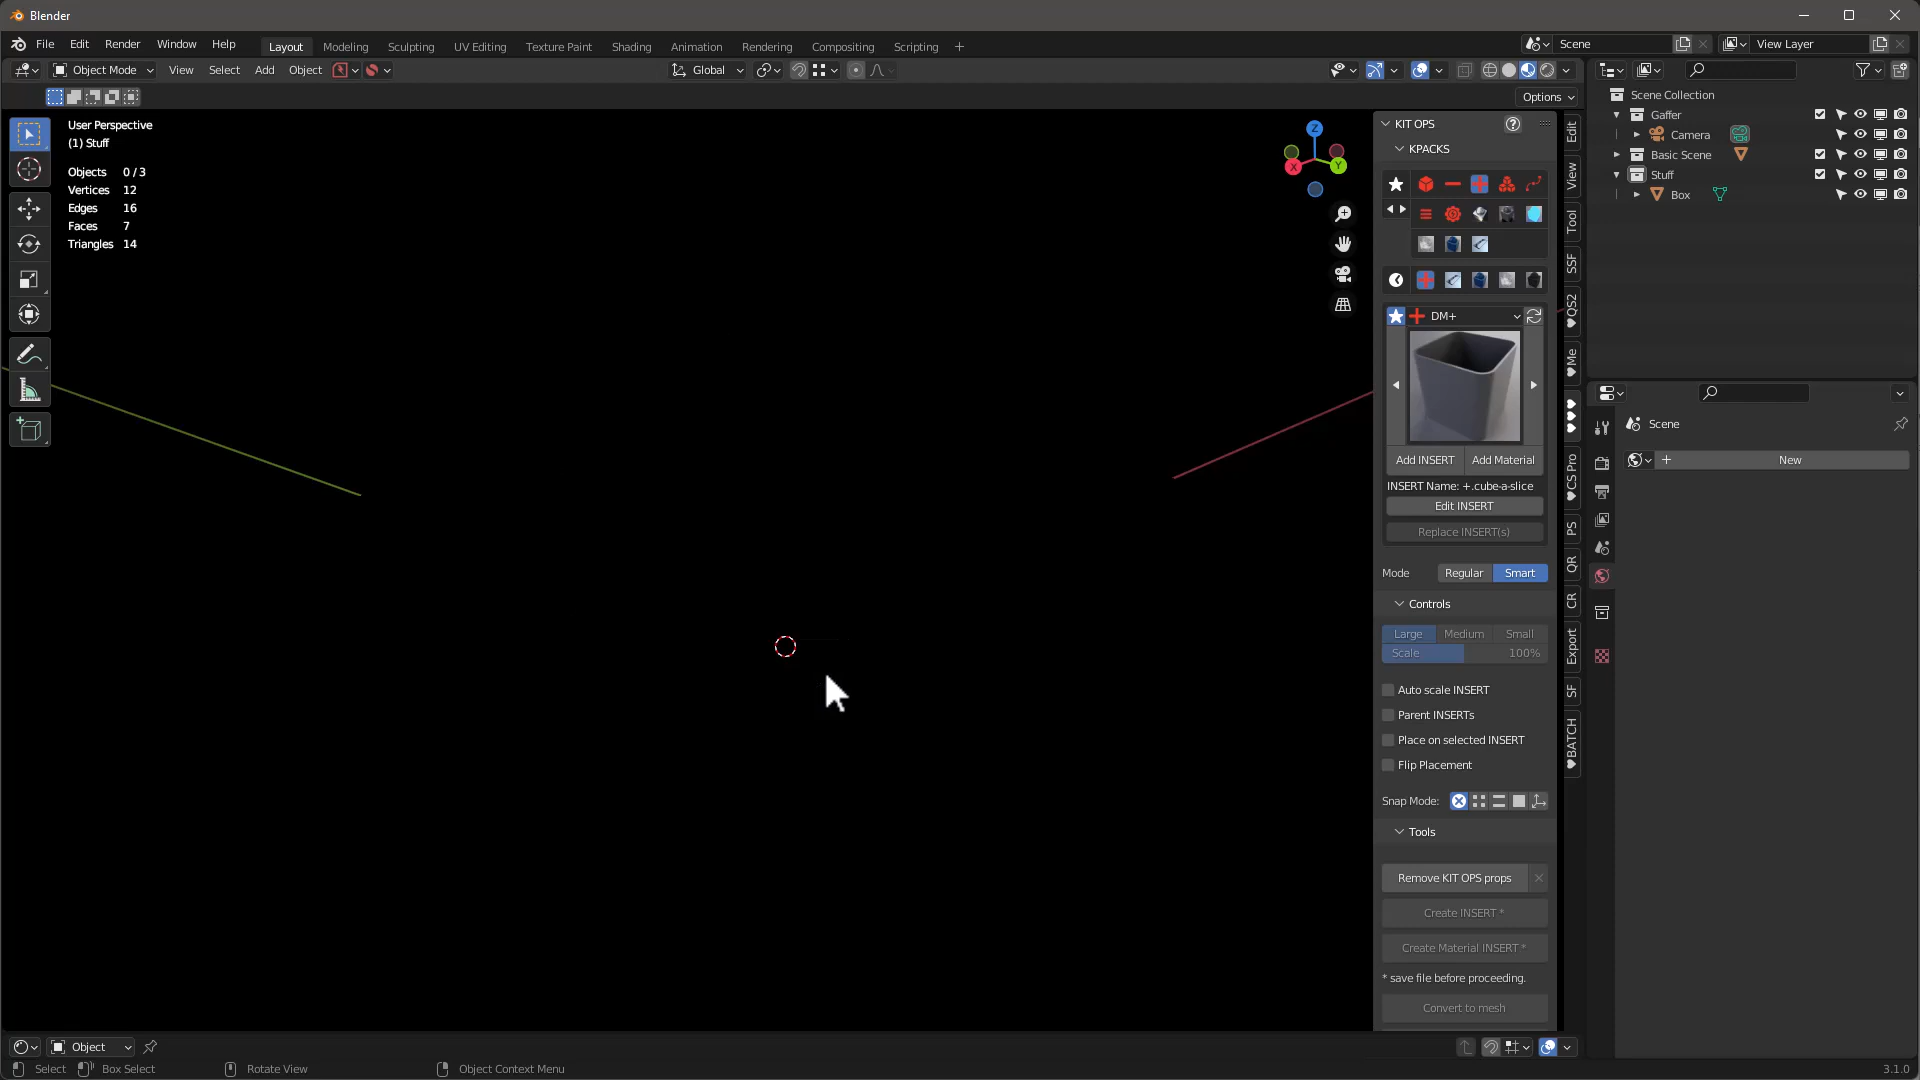 Blender
File Edit Render Window Help Layout Modeling Sculpting UV Editing Texture Paint Shading Animation Rendering Compositing Scripting + Scene View Layer
Object Mode View Select Add Object Global
Options
User Perspective
(1) Stuff
Objects 0/3
Vertices 12
Edges 16
Faces 7
Triangles 14
Z
X
Y
KIT OPS
KPACKS
DM+
Add INSERT Add Material
INSERT Name: +.cube-a-slice
Edit INSERT
Replace INSERT(s)
Mode Regular Smart
Controls
Large Medium Small
Scale 100%
Auto scale INSERT
Parent INSERTs
Place on selected INSERT
Flip Placement
Snap Mode:
Tools
Remove KIT OPS props
Create INSERT *
Create Material INSERT *
* save file before proceeding.
Convert to mesh
Edit
View
Tool
SSF
♥QS2
♥Me
♥♥♥
♥CS Pro
PS
QR
CR
Export
SF
♥BATCH
Scene Collection
Gaffer
Camera
Basic Scene
Stuff
Box
Scene
+ New
Object
Select Box Select Rotate View Object Context Menu 3.1.0